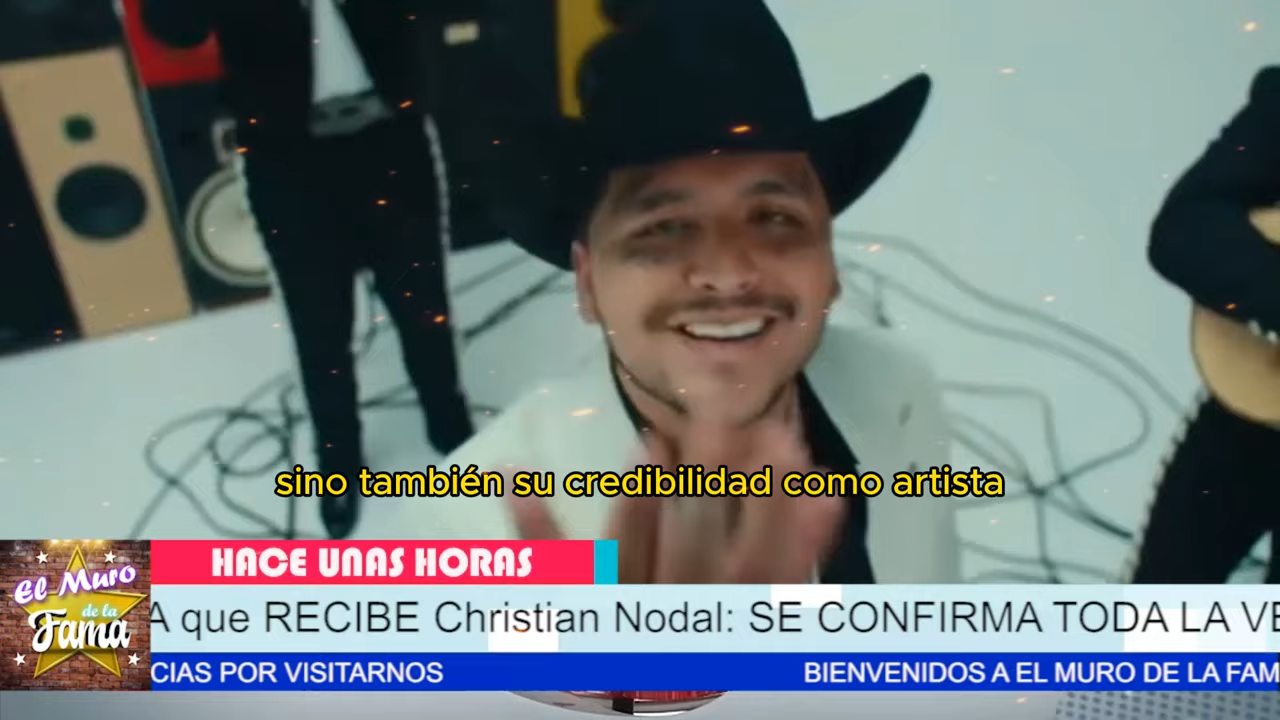 sino también su credibilidad como artista
HACE UNAS HORAS
El Muro
de la
Fama
A que RECIBE Christian Nodal: SE CONFIRMA TODA LA VE
CIAS POR VISITARNOS BIENVENIDOS A EL MURO DE LA FAM